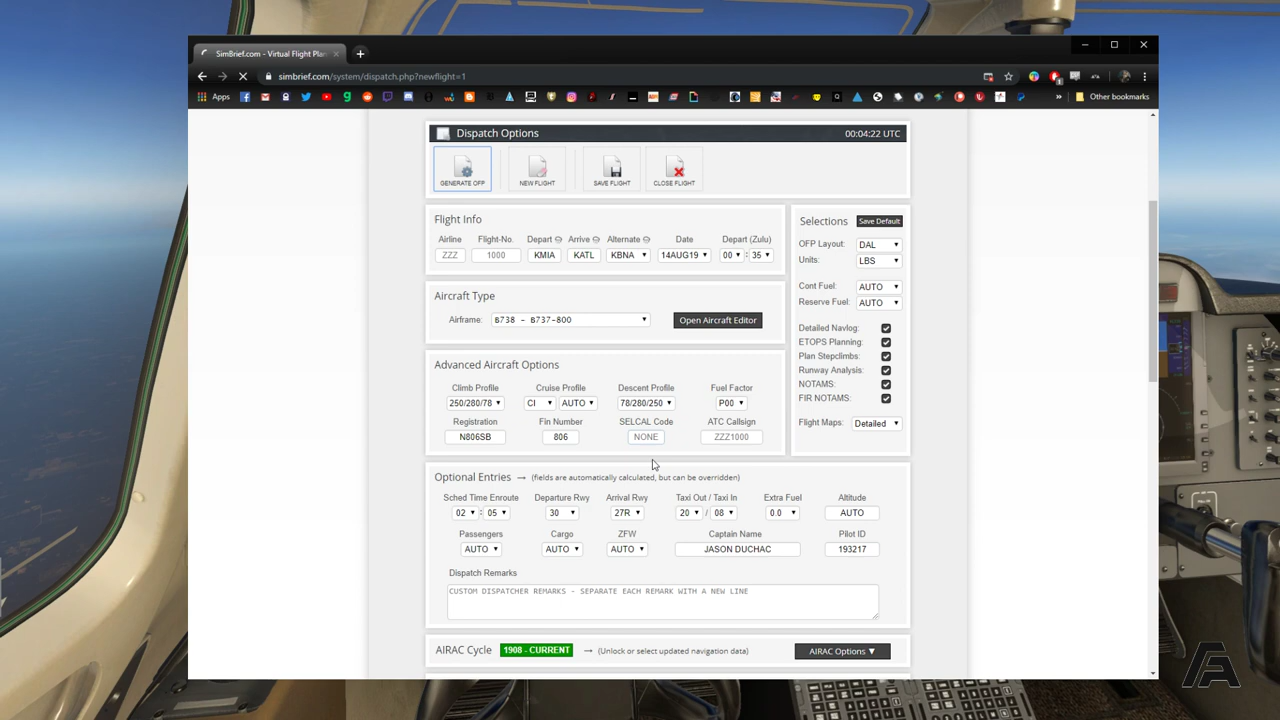 SimBrief.com - Virtual Flight Plan
simbrief.com/system/dispatch.php?newflight=1
Apps
Other bookmarks
Dispatch Options
00:04:22 UTC
GENERATE OFP
NEW FLIGHT
SAVE FLIGHT
CLOSE FLIGHT
Flight Info
Airline Flight-No. Depart Arrive Alternate Date Depart (Zulu)
ZZZ 1000 KMIA KATL KBNA 14AUG19 00 : 35
Aircraft Type
Airframe: B738 - B737-800 Open Aircraft Editor
Advanced Aircraft Options
Climb Profile Cruise Profile Descent Profile Fuel Factor
250/280/78 CI AUTO 78/280/250 P00
Registration Fin Number SELCAL Code ATC Callsign
N806SB 806 NONE ZZZ1000
Selections Save Default
OFP Layout: DAL
Units: LBS
Cont Fuel: AUTO
Reserve Fuel: AUTO
Detailed Navlog:
ETOPS Planning:
Plan Stepclimbs:
Runway Analysis:
NOTAMS:
FIR NOTAMS:
Flight Maps: Detailed
Optional Entries → (fields are automatically calculated, but can be overridden)
Sched Time Enroute Departure Rwy Arrival Rwy Taxi Out / Taxi In Extra Fuel Altitude
02 : 05 30 27R 20 / 08 0.0 AUTO
Passengers Cargo ZFW Captain Name Pilot ID
AUTO AUTO AUTO JASON DUCHAC 193217
Dispatch Remarks
CUSTOM DISPATCHER REMARKS - SEPARATE EACH REMARK WITH A NEW LINE
AIRAC Cycle 1908 - CURRENT → (Unlock or select updated navigation data) AIRAC Options ▼